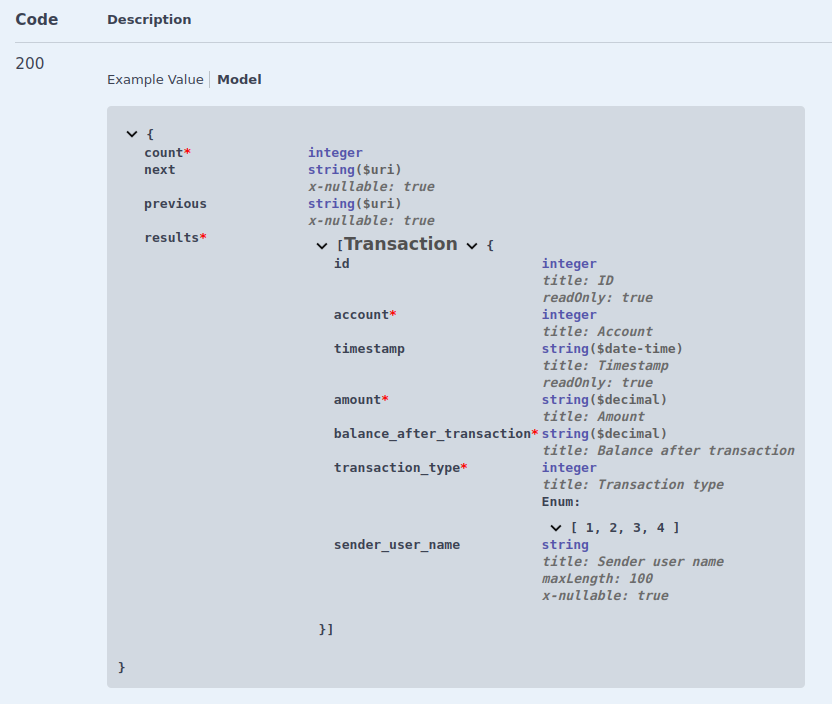 Code Description
200
Example Value Model
{
count* integer
next string($uri)
x-nullable: true
previous string($uri)
x-nullable: true
results* [Transaction {
id integer
title: ID
readOnly: true
account* integer
title: Account
timestamp string($date-time)
title: Timestamp
readOnly: true
amount* string($decimal)
title: Amount
balance_after_transaction* string($decimal)
title: Balance after transaction
transaction_type* integer
title: Transaction type
Enum:
[ 1, 2, 3, 4 ]
sender_user_name string
title: Sender user name
maxLength: 100
x-nullable: true
}]
}